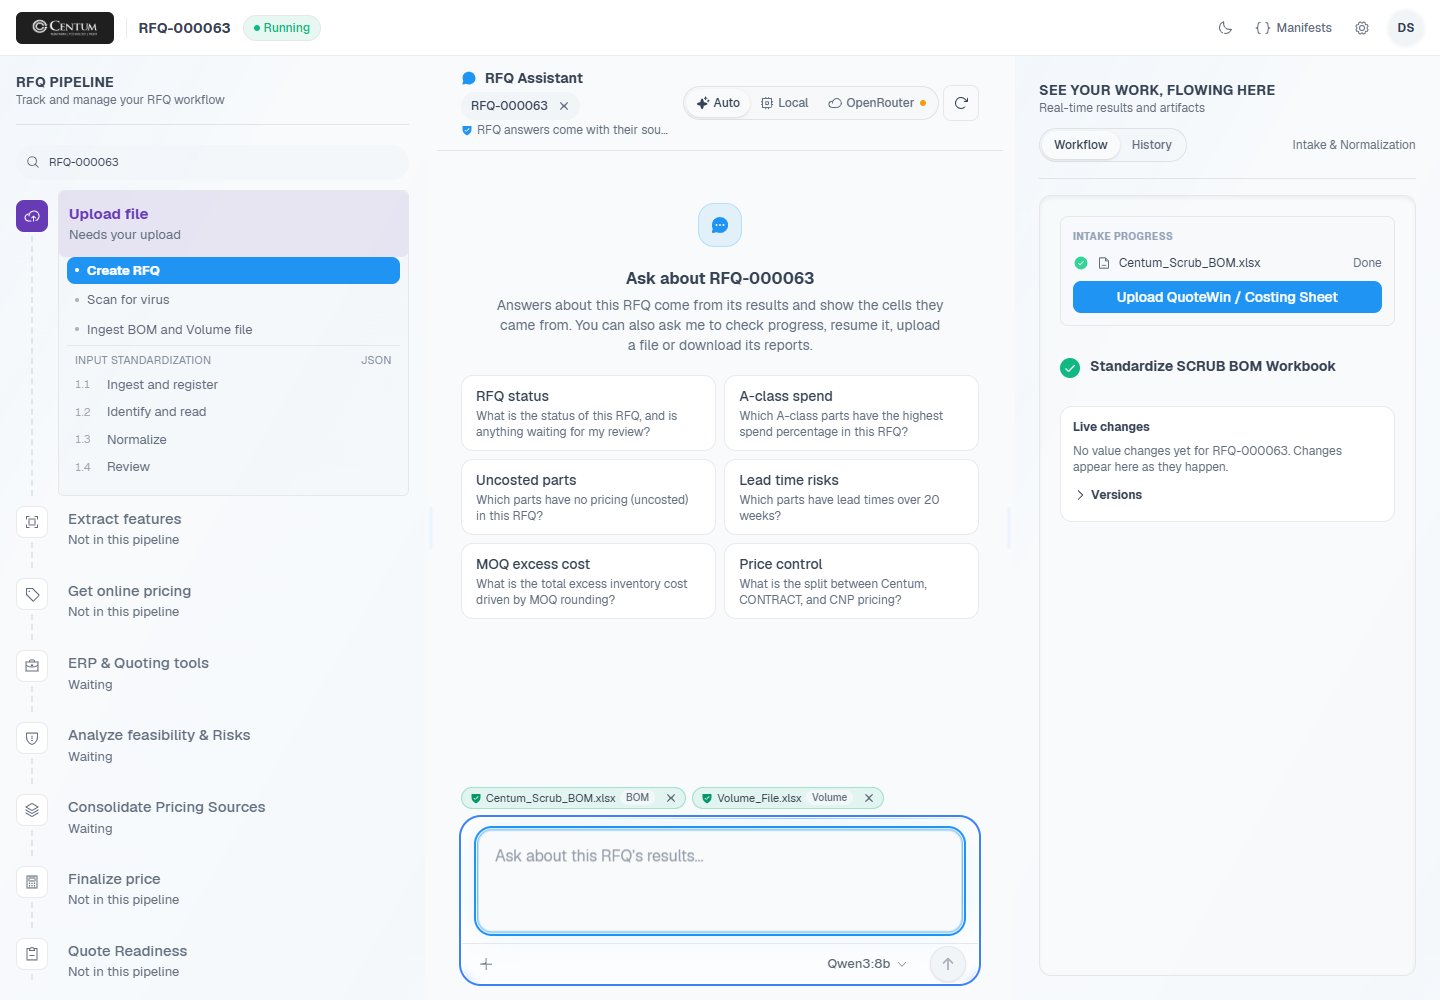 CENTUM
RFQ-000063
Running
Manifests
DS
RFQ PIPELINE
Track and manage your RFQ workflow
RFQ-000063
Upload file
Needs your upload
Create RFQ
Scan for virus
Ingest BOM and Volume file
INPUT STANDARDIZATION JSON
1.1 Ingest and register
1.2 Identify and read
1.3 Normalize
1.4 Review
Extract features
Not in this pipeline
Get online pricing
Not in this pipeline
ERP & Quoting tools
Waiting
Analyze feasibility & Risks
Waiting
Consolidate Pricing Sources
Waiting
Finalize price
Not in this pipeline
Quote Readiness
Not in this pipeline
RFQ Assistant
RFQ-000063
RFQ answers come with their sou...
Auto Local OpenRouter
Ask about RFQ-000063
Answers about this RFQ come from its results and show the cells they
came from. You can also ask me to check progress, resume it, upload
a file or download its reports.
RFQ status
What is the status of this RFQ, and is
anything waiting for my review?
A-class spend
Which A-class parts have the highest
spend percentage in this RFQ?
Uncosted parts
Which parts have no pricing (uncosted)
in this RFQ?
Lead time risks
Which parts have lead times over 20
weeks?
MOQ excess cost
What is the total excess inventory cost
driven by MOQ rounding?
Price control
What is the split between Centum,
CONTRACT, and CNP pricing?
Centum_Scrub_BOM.xlsx BOM
Volume_File.xlsx Volume
Ask about this RFQ's results...
Qwen3:8b
SEE YOUR WORK, FLOWING HERE
Real-time results and artifacts
Workflow History
Intake & Normalization
INTAKE PROGRESS
Centum_Scrub_BOM.xlsx Done
Upload QuoteWin / Costing Sheet
Standardize SCRUB BOM Workbook
Live changes
No value changes yet for RFQ-000063. Changes
appear here as they happen.
Versions